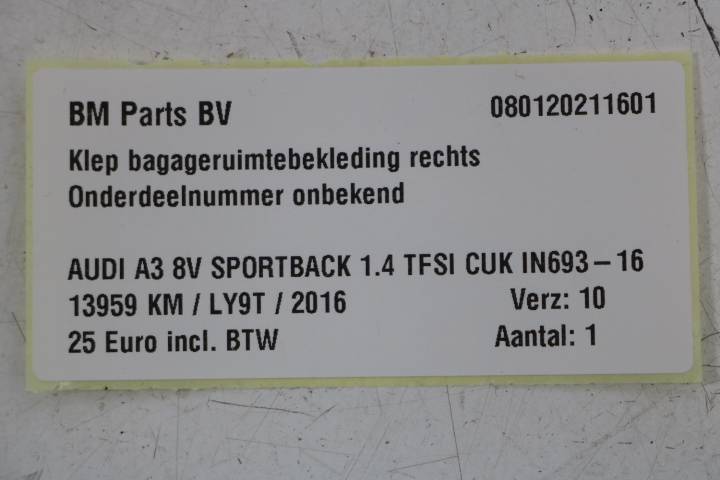 BM Parts BV 080120211601
Klep bagageruimtebekleding rechts
Onderdeelnummer onbekend
AUDI A3 8V SPORTBACK 1.4 TFSI CUK IN693-16
13959 KM / LY9T / 2016 Verz: 10
25 Euro incl. BTW Aantal: 1